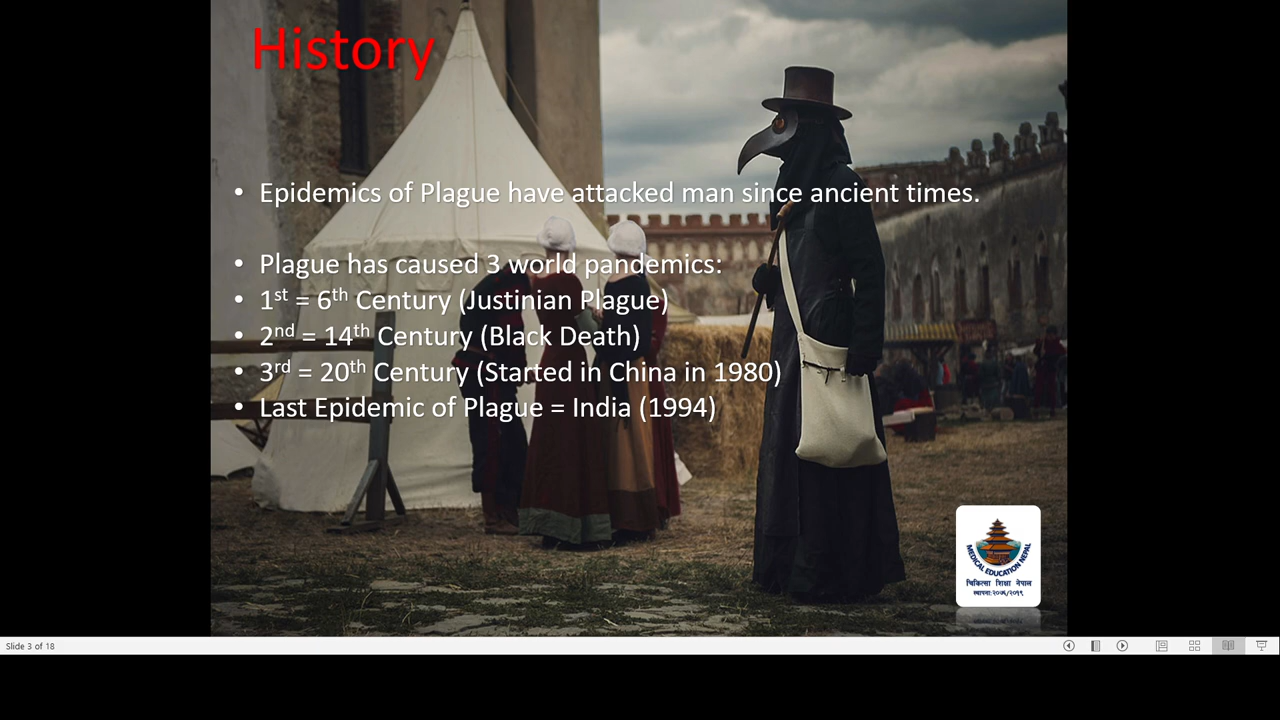 History
• Epidemics of Plague have attacked man since ancient times.
• Plague has caused 3 world pandemics:
• 1st = 6th Century (Justinian Plague)
• 2nd = 14th Century (Black Death)
• 3rd = 20th Century (Started in China in 1980)
• Last Epidemic of Plague = India (1994)
MEDICAL EDUCATION NEPAL
चिकित्सा शिक्षा नेपाल
Slide 3 of 18